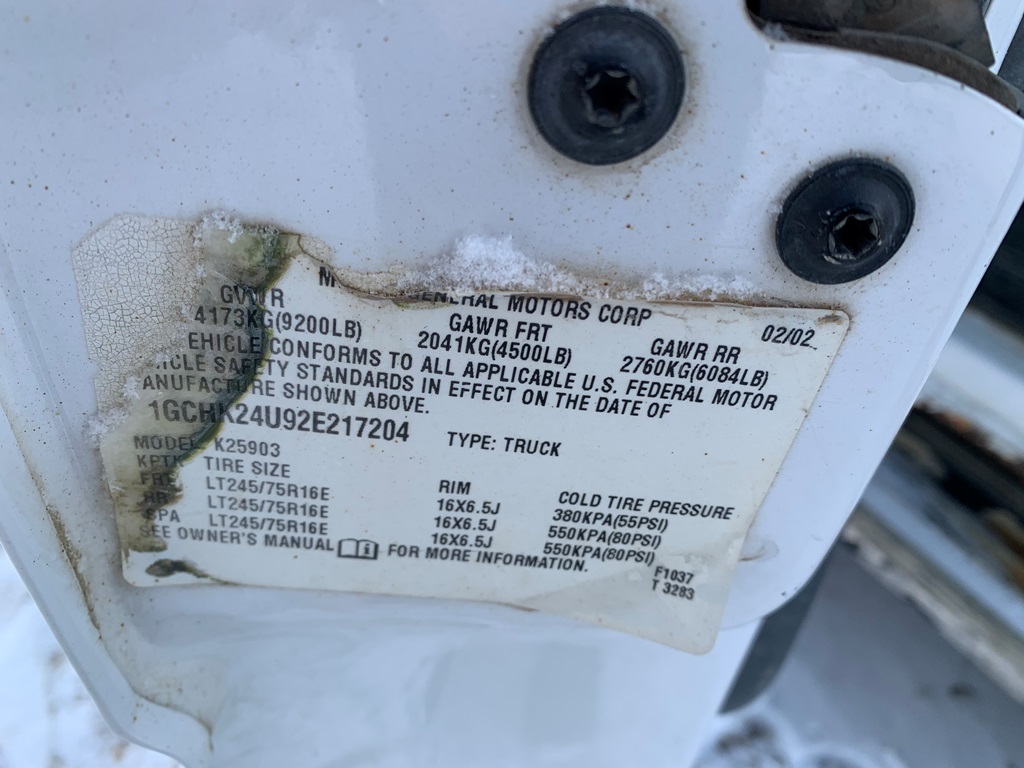 M GENERAL MOTORS CORP 02/02
GVWR GAWR FRT GAWR RR
4173KG(9200LB) 2041KG(4500LB) 2760KG(6084LB)
EHICLE CONFORMS TO ALL APPLICABLE U.S. FEDERAL MOTOR
ICLE SAFETY STANDARDS IN EFFECT ON THE DATE OF
ANUFACTURE SHOWN ABOVE.
1GCHK24U92E217204 TYPE: TRUCK
MODEL K25903
KPTK TIRE SIZE RIM COLD TIRE PRESSURE
FRT LT245/75R16E 16X6.5J 380KPA(55PSI)
RR LT245/75R16E 16X6.5J 550KPA(80PSI)
SPA LT245/75R16E 16X6.5J 550KPA(80PSI)
SEE OWNER'S MANUAL FOR MORE INFORMATION.
F1037
T 3283